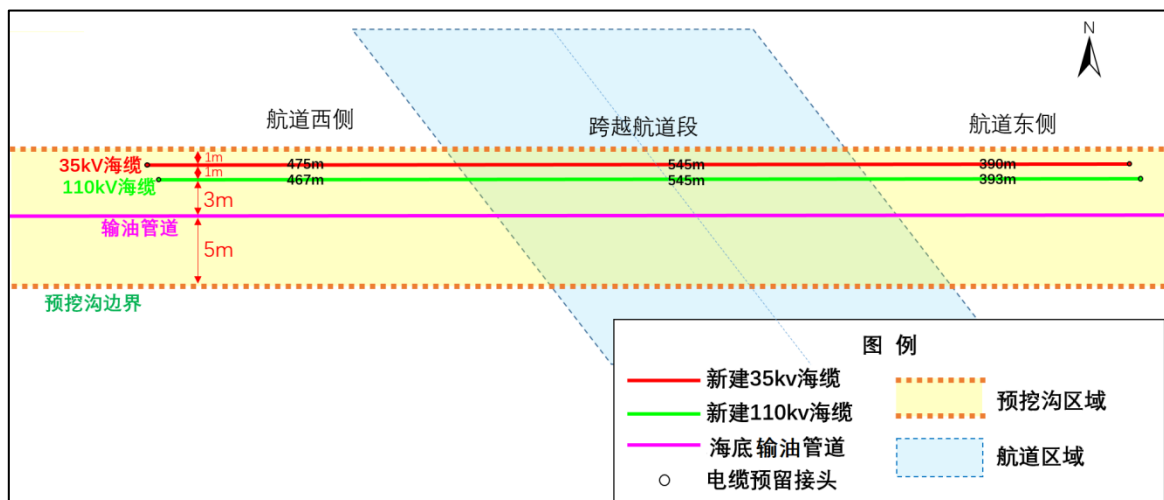 N
航道西侧
跨越航道段
航道东侧
1m
35kV海缆
475m
545m
390m
1m
110kV海缆
467m
545m
393m
3m
输油管道
5m
预挖沟边界
图 例
新建35kv海缆
预挖沟区域
新建110kv海缆
海底输油管道
航道区域
电缆预留接头